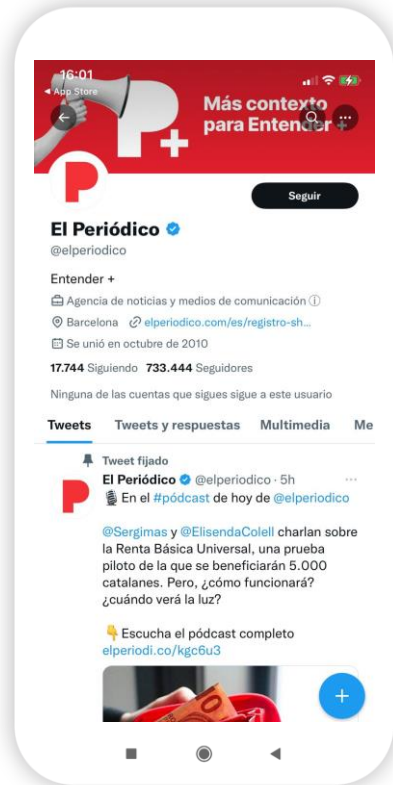 16:01
◀ App Store
Más contexto
para Entender +
P+
P
Seguir
El Periódico
@elperiodico
Entender +
Agencia de noticias y medios de comunicación ⓘ
Barcelona elperiodico.com/es/registro-sh...
Se unió en octubre de 2010
17.744 Siguiendo 733.444 Seguidores
Ninguna de las cuentas que sigues sigue a este usuario
Tweets Tweets y respuestas Multimedia Me
Tweet fijado
El Periódico @elperiodico · 5h ...
🎙 En el #pódcast de hoy de @elperiodico
@Sergimas y @ElisendaColell charlan sobre
la Renta Básica Universal, una prueba
piloto de la que se beneficiarán 5.000
catalanes. Pero, ¿cómo funcionará?
¿cuándo verá la luz?
👇 Escucha el pódcast completo
elperiodi.co/kgc6u3